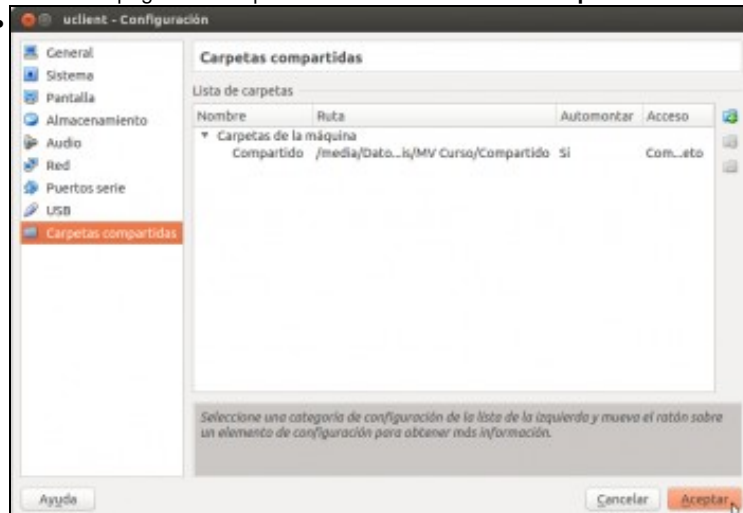 uclient - Configuración
General
Sistema
Pantalla
Almacenamiento
Audio
Red
Puertos serie
USB
Carpetas compartidas
Carpetas compartidas
Lista de carpetas
Nombre Ruta Automontar Acceso
Carpetas de la máquina
Compartido /media/Dato...is/MV Curso/Compartido Sí Com...eto
Seleccione una categoría de configuración de la lista de la izquierda y mueva el ratón sobre
un elemento de configuración para obtener más información.
Ayuda Cancelar Aceptar